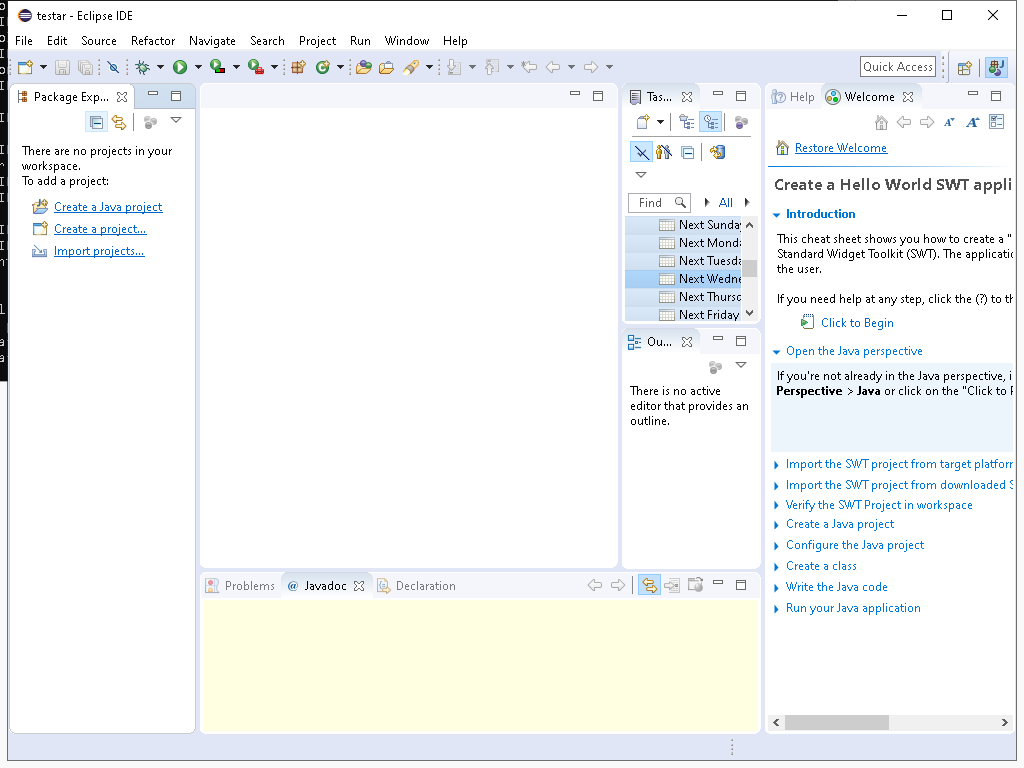 testar - Eclipse IDE
File Edit Source Refactor Navigate Search Project Run Window Help
Quick Access
Package Exp...
There are no projects in your
workspace.
To add a project:
Create a Java project
Create a project...
Import projects...
Tas...
Find All
Next Sunday
Next Monda
Next Tuesda
Next Wedne
Next Thursd
Next Friday
Ou...
There is no active
editor that provides an
outline.
Help Welcome
Restore Welcome
Create a Hello World SWT appli
Introduction
This cheat sheet shows you how to create a "
Standard Widget Toolkit (SWT). The applicatio
the user.
If you need help at any step, click the (?) to th
Click to Begin
Open the Java perspective
If you're not already in the Java perspective, i
Perspective > Java or click on the "Click to P
Import the SWT project from target platform
Import the SWT project from downloaded S
Verify the SWT Project in workspace
Create a Java project
Configure the Java project
Create a class
Write the Java code
Run your Java application
Problems @ Javadoc Declaration